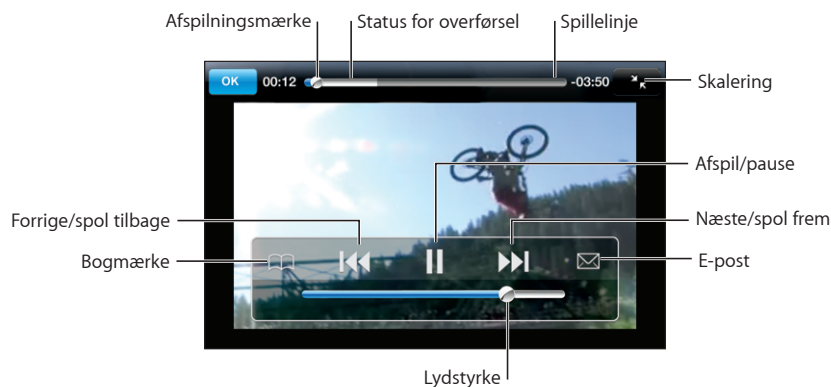 Afspilningsmærke
Status for overførsel
Spillelinje
OK
00:12
-03:50
Skalering
Afspil/pause
Forrige/spol tilbage
Næste/spol frem
Bogmærke
E-post
Lydstyrke